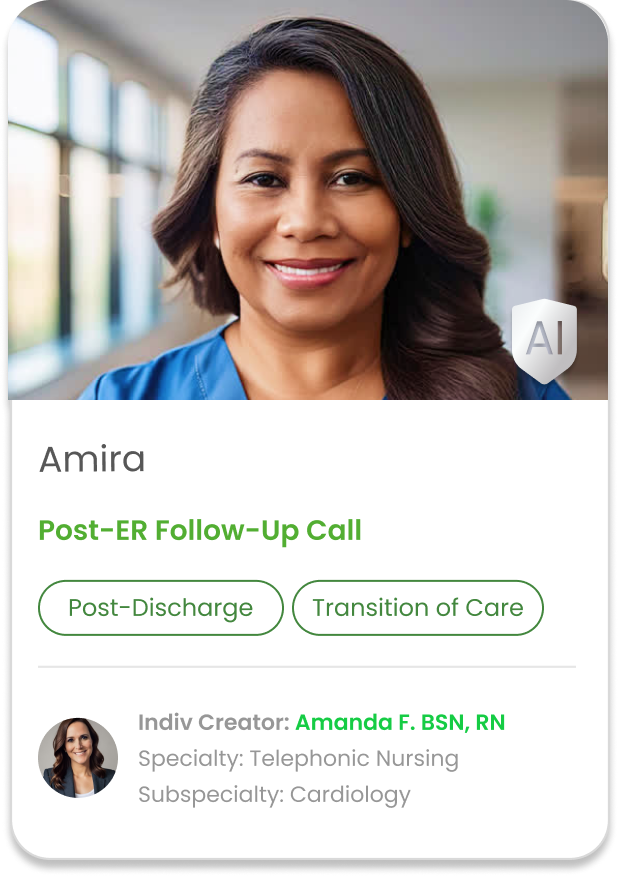 AI
Amira
Post-ER Follow-Up Call
Post-Discharge
Transition of Care
Indiv Creator: Amanda F. BSN, RN
Specialty: Telephonic Nursing
Subspecialty: Cardiology